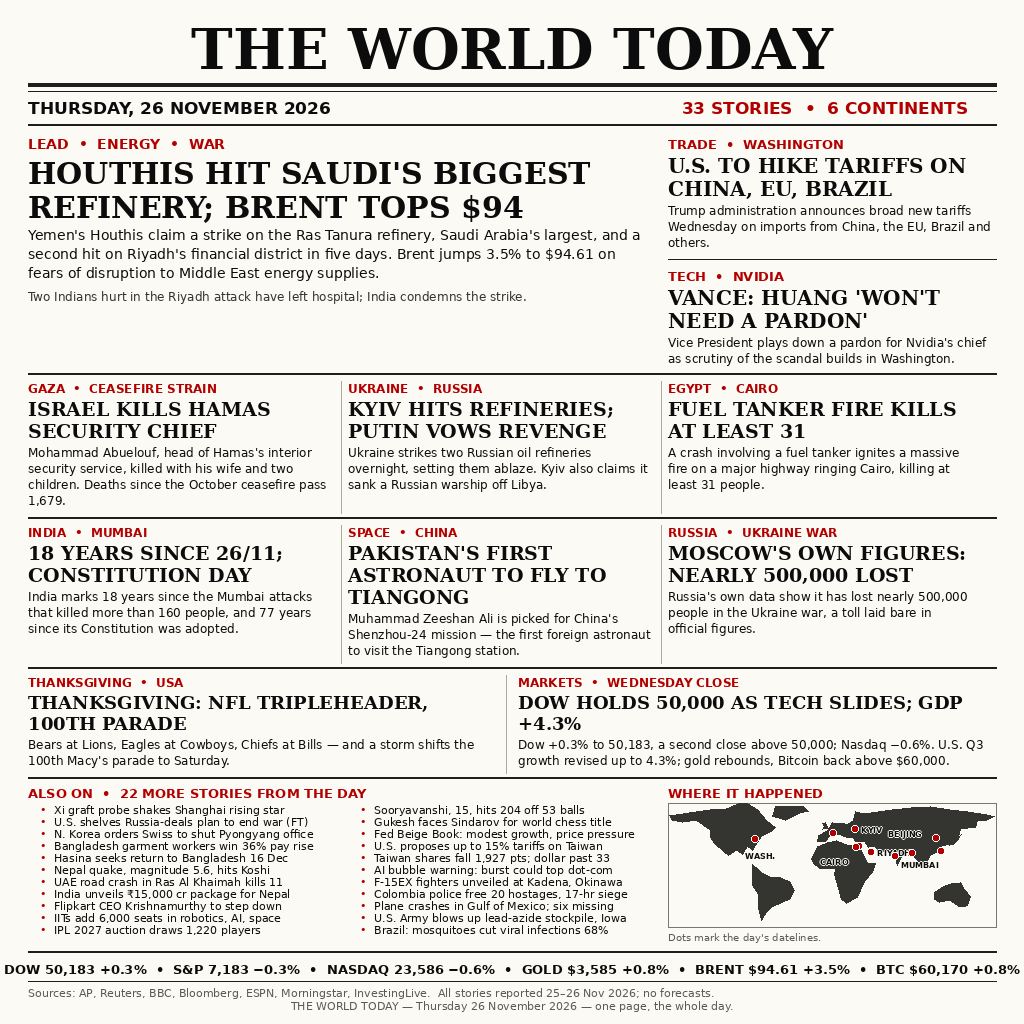 THE WORLD TODAY
THURSDAY, 26 NOVEMBER 2026
33 STORIES • 6 CONTINENTS
LEAD • ENERGY • WAR
HOUTHIS HIT SAUDI'S BIGGEST
REFINERY; BRENT TOPS $94
Yemen's Houthis claim a strike on the Ras Tanura refinery, Saudi Arabia's largest, and a
second hit on Riyadh's financial district in five days. Brent jumps 3.5% to $94.61 on
fears of disruption to Middle East energy supplies.
Two Indians hurt in the Riyadh attack have left hospital; India condemns the strike.
TRADE • WASHINGTON
U.S. TO HIKE TARIFFS ON
CHINA, EU, BRAZIL
Trump administration announces broad new tariffs
Wednesday on imports from China, the EU, Brazil and
others.
TECH • NVIDIA
VANCE: HUANG 'WON'T
NEED A PARDON'
Vice President plays down a pardon for Nvidia's chief
as scrutiny of the scandal builds in Washington.
GAZA • CEASEFIRE STRAIN
ISRAEL KILLS HAMAS
SECURITY CHIEF
Mohammad Abuelouf, head of Hamas's interior
security service, killed with his wife and two
children. Deaths since the October ceasefire pass
1,679.
UKRAINE • RUSSIA
KYIV HITS REFINERIES;
PUTIN VOWS REVENGE
Ukraine strikes two Russian oil refineries
overnight, setting them ablaze. Kyiv also claims it
sank a Russian warship off Libya.
EGYPT • CAIRO
FUEL TANKER FIRE KILLS
AT LEAST 31
A crash involving a fuel tanker ignites a massive
fire on a major highway ringing Cairo, killing at
least 31 people.
INDIA • MUMBAI
18 YEARS SINCE 26/11;
CONSTITUTION DAY
India marks 18 years since the Mumbai attacks
that killed more than 160 people, and 77 years
since its Constitution was adopted.
SPACE • CHINA
PAKISTAN'S FIRST
ASTRONAUT TO FLY TO
TIANGONG
Muhammad Zeeshan Ali is picked for China's
Shenzhou-24 mission — the first foreign astronaut
to visit the Tiangong station.
RUSSIA • UKRAINE WAR
MOSCOW'S OWN FIGURES:
NEARLY 500,000 LOST
Russia's own data show it has lost nearly 500,000
people in the Ukraine war, a toll laid bare in
official figures.
THANKSGIVING • USA
THANKSGIVING: NFL TRIPLEHEADER,
100TH PARADE
Bears at Lions, Eagles at Cowboys, Chiefs at Bills — and a storm shifts the
100th Macy's parade to Saturday.
MARKETS • WEDNESDAY CLOSE
DOW HOLDS 50,000 AS TECH SLIDES; GDP
+4.3%
Dow +0.3% to 50,183, a second close above 50,000; Nasdaq −0.6%. U.S. Q3
growth revised up to 4.3%; gold rebounds, Bitcoin back above $60,000.
ALSO ON • 22 MORE STORIES FROM THE DAY
• Xi graft probe shakes Shanghai rising star
• U.S. shelves Russia-deals plan to end war (FT)
• N. Korea orders Swiss to shut Pyongyang office
• Bangladesh garment workers win 36% pay rise
• Hasina seeks return to Bangladesh 16 Dec
• Nepal quake, magnitude 5.6, hits Koshi
• UAE road crash in Ras Al Khaimah kills 11
• India unveils ₹15,000 cr package for Nepal
• Flipkart CEO Krishnamurthy to step down
• IITs add 6,000 seats in robotics, AI, space
• IPL 2027 auction draws 1,220 players
• Sooryavanshi, 15, hits 204 off 53 balls
• Gukesh faces Sindarov for world chess title
• Fed Beige Book: modest growth, price pressure
• U.S. proposes up to 15% tariffs on Taiwan
• Taiwan shares fall 1,927 pts; dollar past 33
• AI bubble warning: burst could top dot-com
• F-15EX fighters unveiled at Kadena, Okinawa
• Colombia police free 20 hostages, 17-hr siege
• Plane crashes in Gulf of Mexico; six missing
• U.S. Army blows up lead-azide stockpile, Iowa
• Brazil: mosquitoes cut viral infections 68%
WHERE IT HAPPENED
KYIV
BEIJING
WASH.
CAIRO
RIYADH
MUMBAI
Dots mark the day's datelines.
DOW 50,183 +0.3% • S&P 7,183 −0.3% • NASDAQ 23,586 −0.6% • GOLD $3,585 +0.8% • BRENT $94.61 +3.5% • BTC $60,170 +0.8%
Sources: AP, Reuters, BBC, Bloomberg, ESPN, Morningstar, InvestingLive. All stories reported 25–26 Nov 2026; no forecasts.
THE WORLD TODAY — Thursday 26 November 2026 — one page, the whole day.